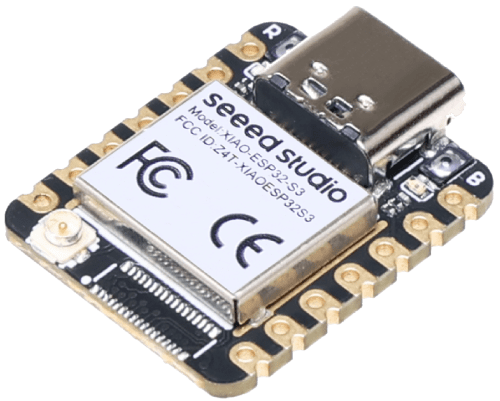 R
seeed studio
Model:XIAO-ESP32-S3
FCC ID:Z4T-XIAOESP32S3
FC CE
B